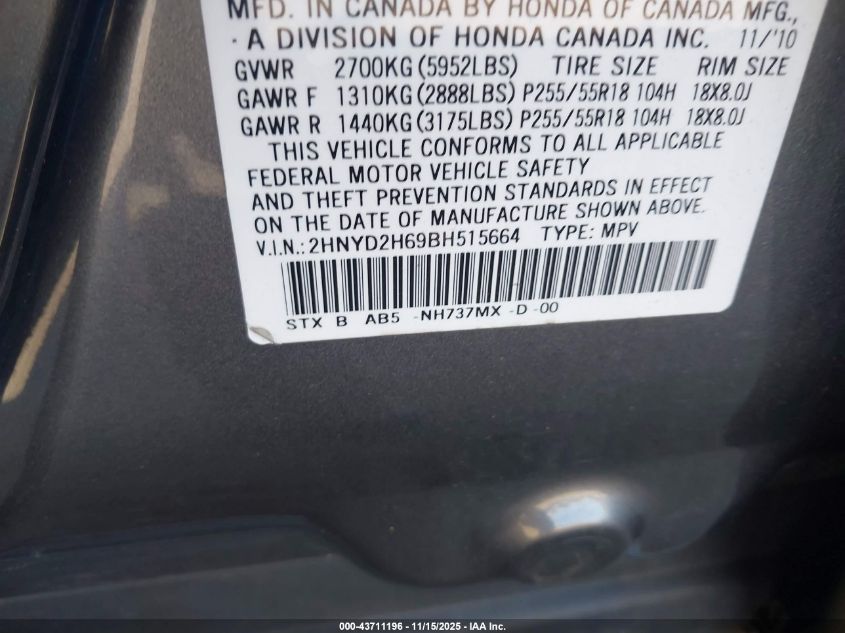 MFD. IN CANADA BY HONDA OF CANADA MFG.,
· A DIVISION OF HONDA CANADA INC. 11/'10
GVWR 2700KG (5952LBS) TIRE SIZE RIM SIZE
GAWR F 1310KG (2888LBS) P255/55R18 104H 18X8.0J
GAWR R 1440KG (3175LBS) P255/55R18 104H 18X8.0J
THIS VEHICLE CONFORMS TO ALL APPLICABLE
FEDERAL MOTOR VEHICLE SAFETY
AND THEFT PREVENTION STANDARDS IN EFFECT
ON THE DATE OF MANUFACTURE SHOWN ABOVE.
V.I.N.: 2HNYD2H69BH515664 TYPE: MPV
STX B AB5 -NH737MX -D -00
000-43711196 - 11/15/2025 - IAA Inc.